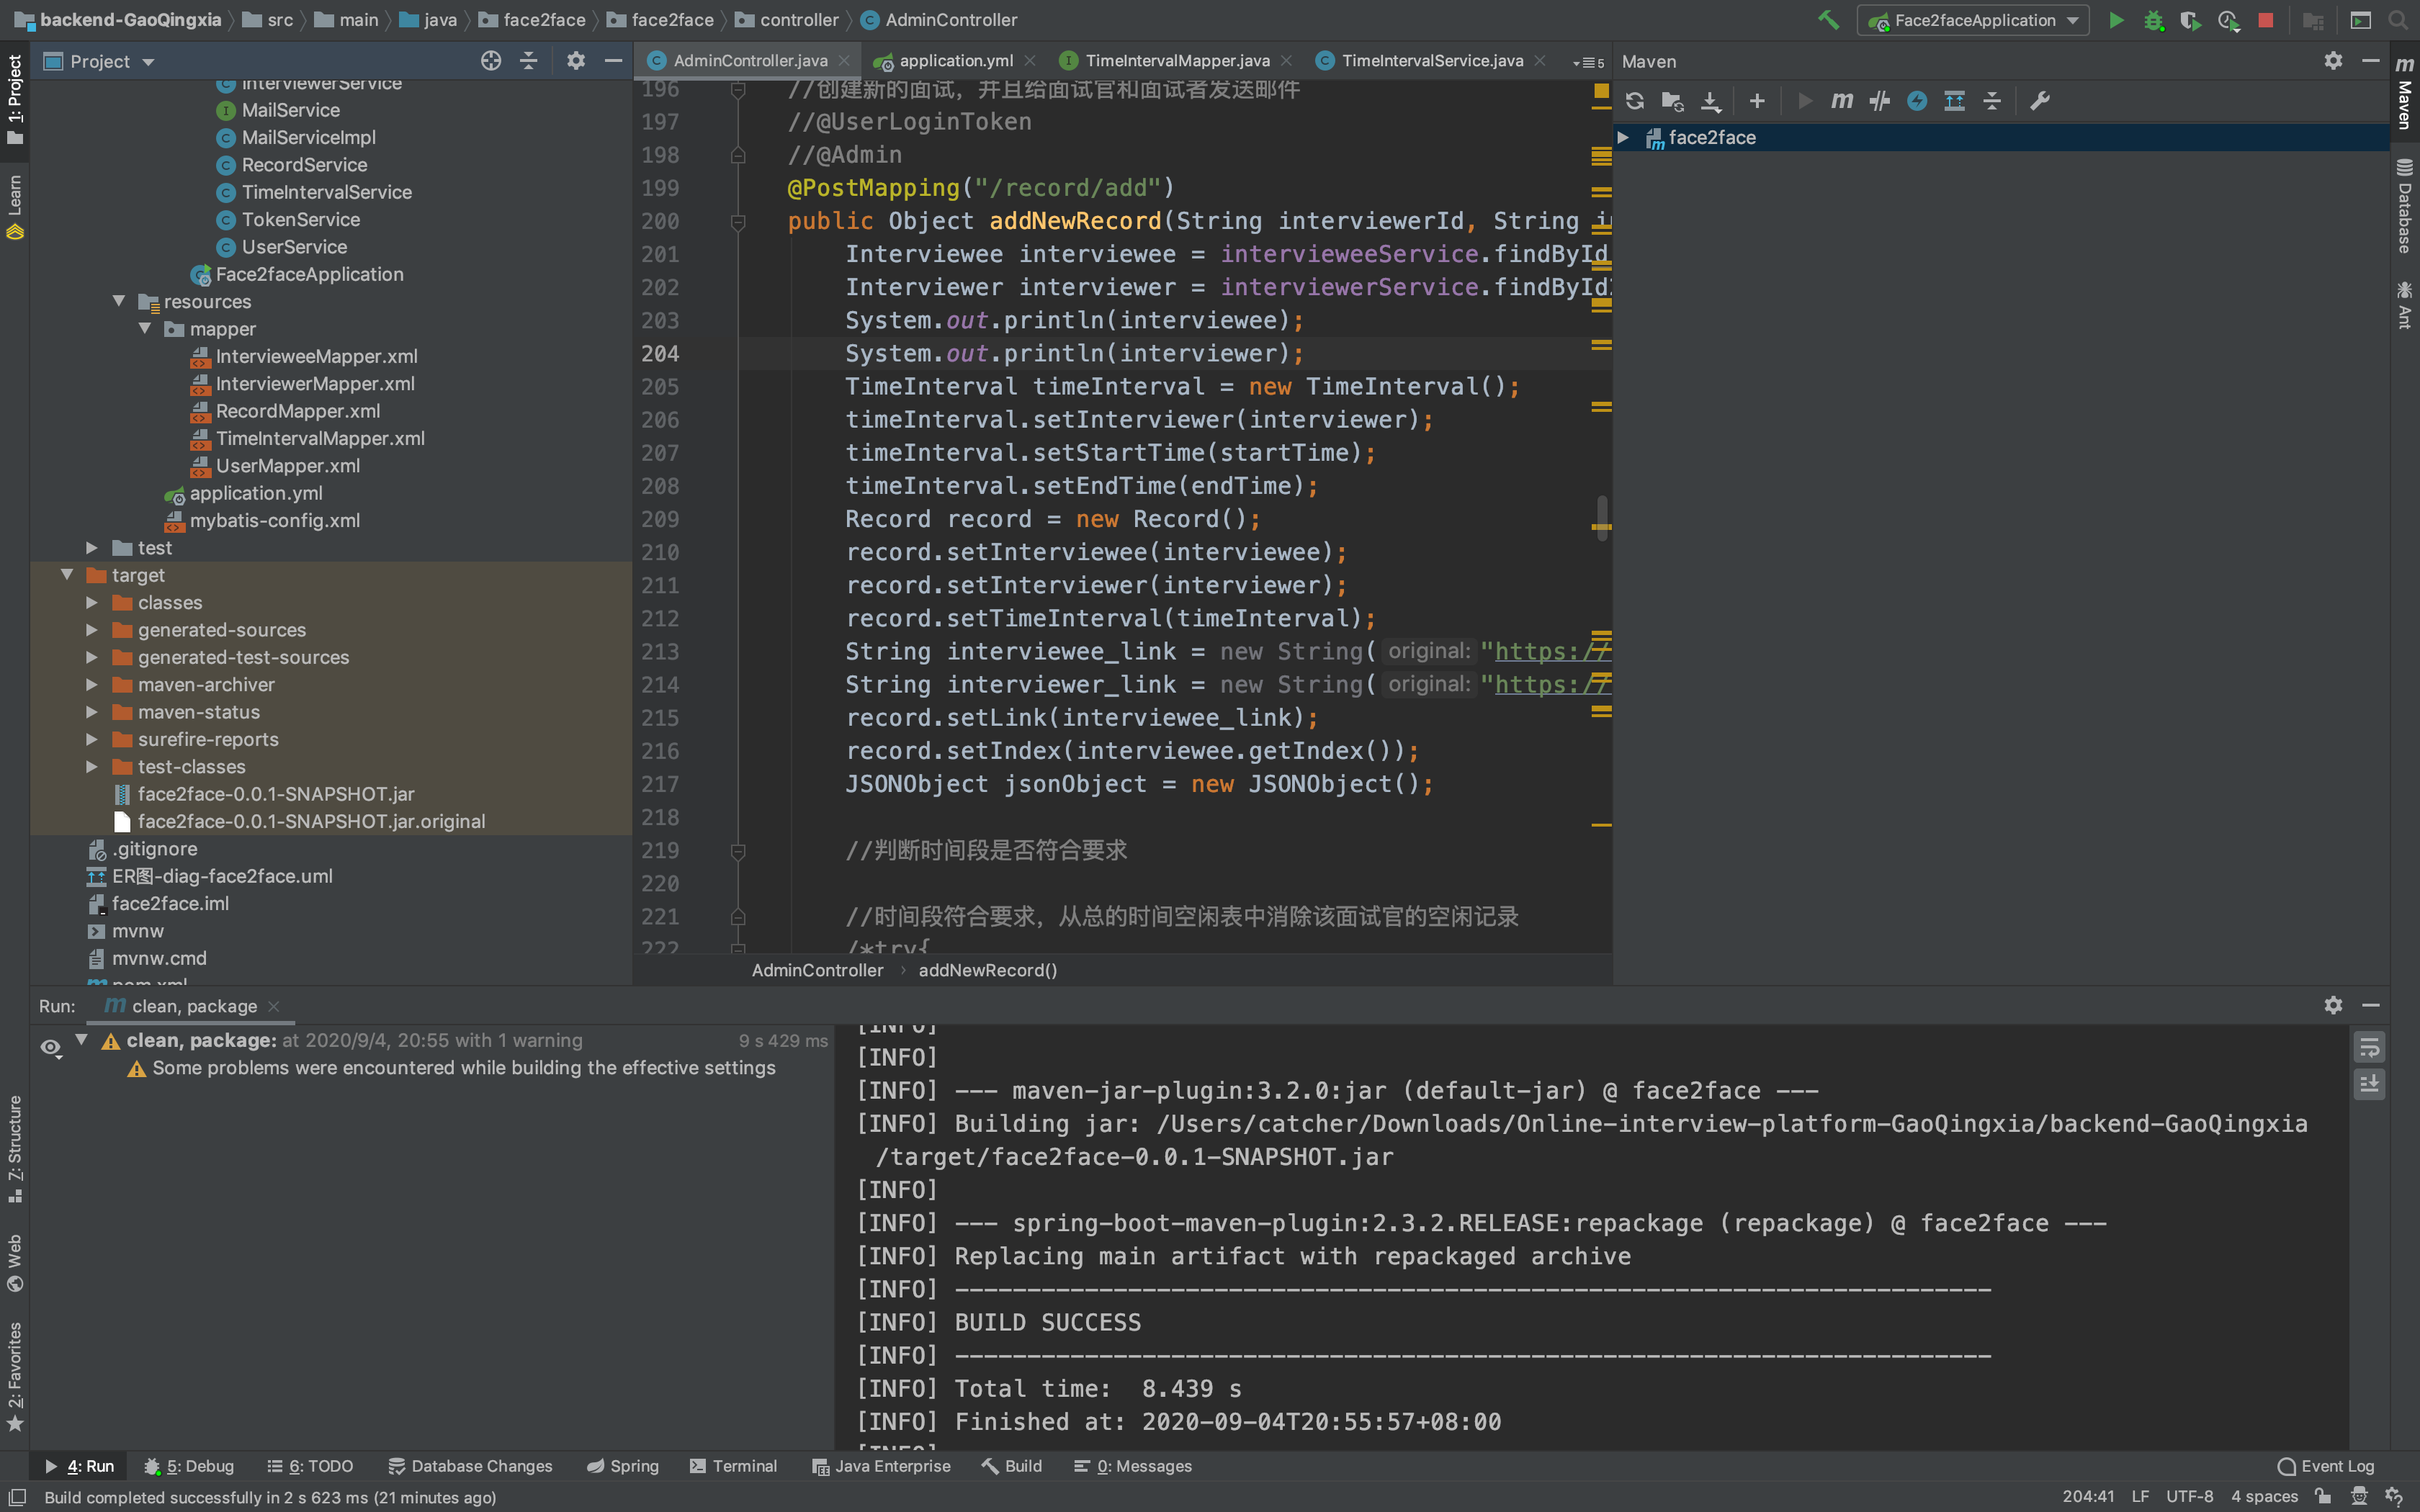 backend-GaoQingxia src main java face2face face2face controller AdminController
Face2faceApplication
1: Project
Learn
Project
InterviewerService
MailService
MailServiceImpl
RecordService
TimeIntervalService
TokenService
UserService
Face2faceApplication
resources
mapper
IntervieweeMapper.xml
InterviewerMapper.xml
RecordMapper.xml
TimeIntervalMapper.xml
UserMapper.xml
application.yml
mybatis-config.xml
test
target
classes
generated-sources
generated-test-sources
maven-archiver
maven-status
surefire-reports
test-classes
face2face-0.0.1-SNAPSHOT.jar
face2face-0.0.1-SNAPSHOT.jar.original
.gitignore
ER图-diag-face2face.uml
face2face.iml
mvnw
mvnw.cmd
pom.xml
AdminController.java application.yml TimeIntervalMapper.java TimeIntervalService.java 5
196 //创建新的面试，并且给面试官和面试者发送邮件
197 //@UserLoginToken
198 //@Admin
199 @PostMapping("/record/add")
200 public Object addNewRecord(String interviewerId, String i
201 Interviewee interviewee = intervieweeService.findById
202 Interviewer interviewer = interviewerService.findById
203 System.out.println(interviewee);
204 System.out.println(interviewer);
205 TimeInterval timeInterval = new TimeInterval();
206 timeInterval.setInterviewer(interviewer);
207 timeInterval.setStartTime(startTime);
208 timeInterval.setEndTime(endTime);
209 Record record = new Record();
210 record.setInterviewee(interviewee);
211 record.setInterviewer(interviewer);
212 record.setTimeInterval(timeInterval);
213 String interviewee_link = new String( original: "https://
214 String interviewer_link = new String( original: "https://
215 record.setLink(interviewee_link);
216 record.setIndex(interviewee.getIndex());
217 JSONObject jsonObject = new JSONObject();
218
219 //判断时间段是否符合要求
220
221 //时间段符合要求，从总的时间空闲表中消除该面试官的空闲记录
222 /*try{
AdminController addNewRecord()
Maven
face2face
Maven
Database
Ant
Run: clean, package
clean, package: at 2020/9/4, 20:55 with 1 warning 9 s 429 ms
Some problems were encountered while building the effective settings
[INFO]
[INFO]
[INFO] --- maven-jar-plugin:3.2.0:jar (default-jar) @ face2face ---
[INFO] Building jar: /Users/catcher/Downloads/Online-interview-platform-GaoQingxia/backend-GaoQingxia
/target/face2face-0.0.1-SNAPSHOT.jar
[INFO]
[INFO] --- spring-boot-maven-plugin:2.3.2.RELEASE:repackage (repackage) @ face2face ---
[INFO] Replacing main artifact with repackaged archive
[INFO] ------------------------------------------------------------------------
[INFO] BUILD SUCCESS
[INFO] ------------------------------------------------------------------------
[INFO] Total time: 8.439 s
[INFO] Finished at: 2020-09-04T20:55:57+08:00
7: Structure
Web
2: Favorites
4: Run 5: Debug 6: TODO Database Changes Spring Terminal Java Enterprise Build 0: Messages Event Log
Build completed successfully in 2 s 623 ms (21 minutes ago) 204:41 LF UTF-8 4 spaces